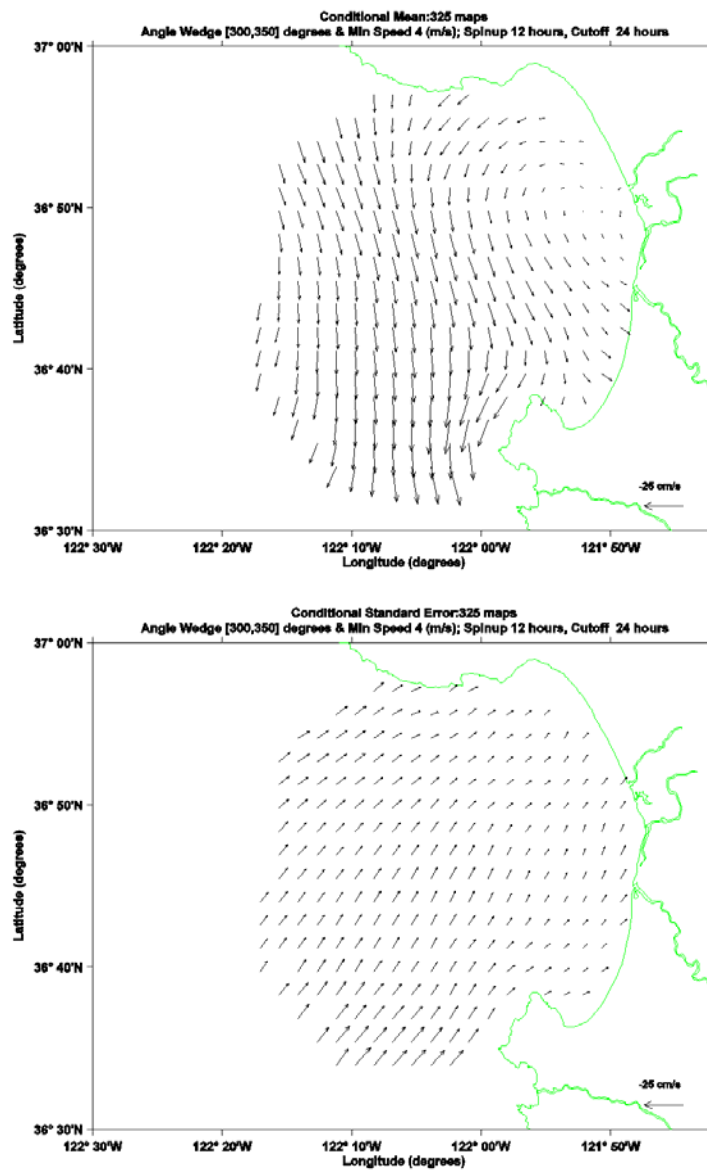 Conditional Mean:325 maps
Angle Wedge [300,350] degrees & Min Speed 4 (m/s); Spinup 12 hours, Cutoff 24 hours
37° 00'N
36° 50'N
36° 40'N
36° 30'N
Latitude (degrees)
-25 cm/s
122° 30'W 122° 20'W 122° 10'W 122° 00'W 121° 50'W
Longitude (degrees)
Conditional Standard Error:325 maps
Angle Wedge [300,350] degrees & Min Speed 4 (m/s); Spinup 12 hours, Cutoff 24 hours
37° 00'N
36° 50'N
36° 40'N
36° 30'N
Latitude (degrees)
-25 cm/s
122° 30'W 122° 20'W 122° 10'W 122° 00'W 121° 50'W
Longitude (degrees)